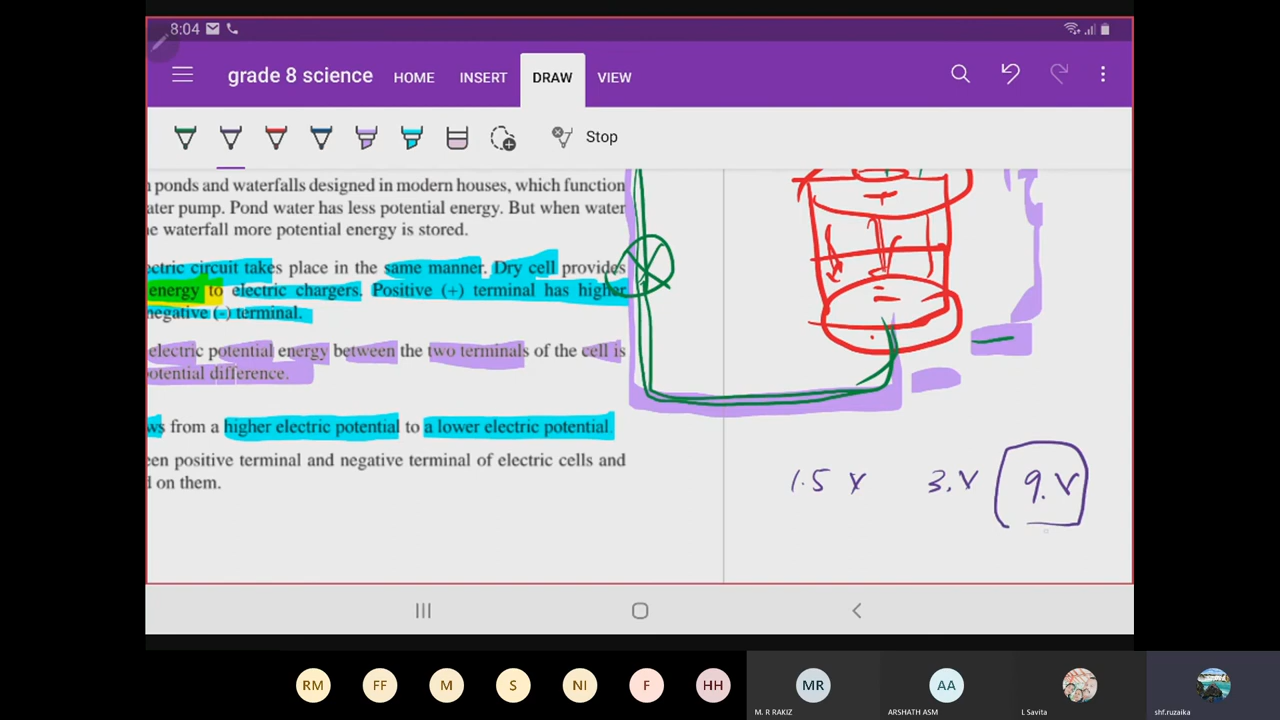 8:04
grade 8 science HOME INSERT DRAW VIEW
Stop
ponds and waterfalls designed in modern houses, which function
ater pump. Pond water has less potential energy. But when water
e waterfall more potential energy is stored.
ectric circuit takes place in the same manner. Dry cell provides
energy to electric chargers. Positive (+) terminal has higher
negative (-) terminal.
electric potential energy between the two terminals of the cell is
otential difference.
ws from a higher electric potential to a lower electric potential.
een positive terminal and negative terminal of electric cells and
d on them.
+
-
1.5 V 3.V 9.V
RM FF M S NI F HH MR AA
M. R RAKIZ ARSHATH ASM L Savita shf.ruzaika